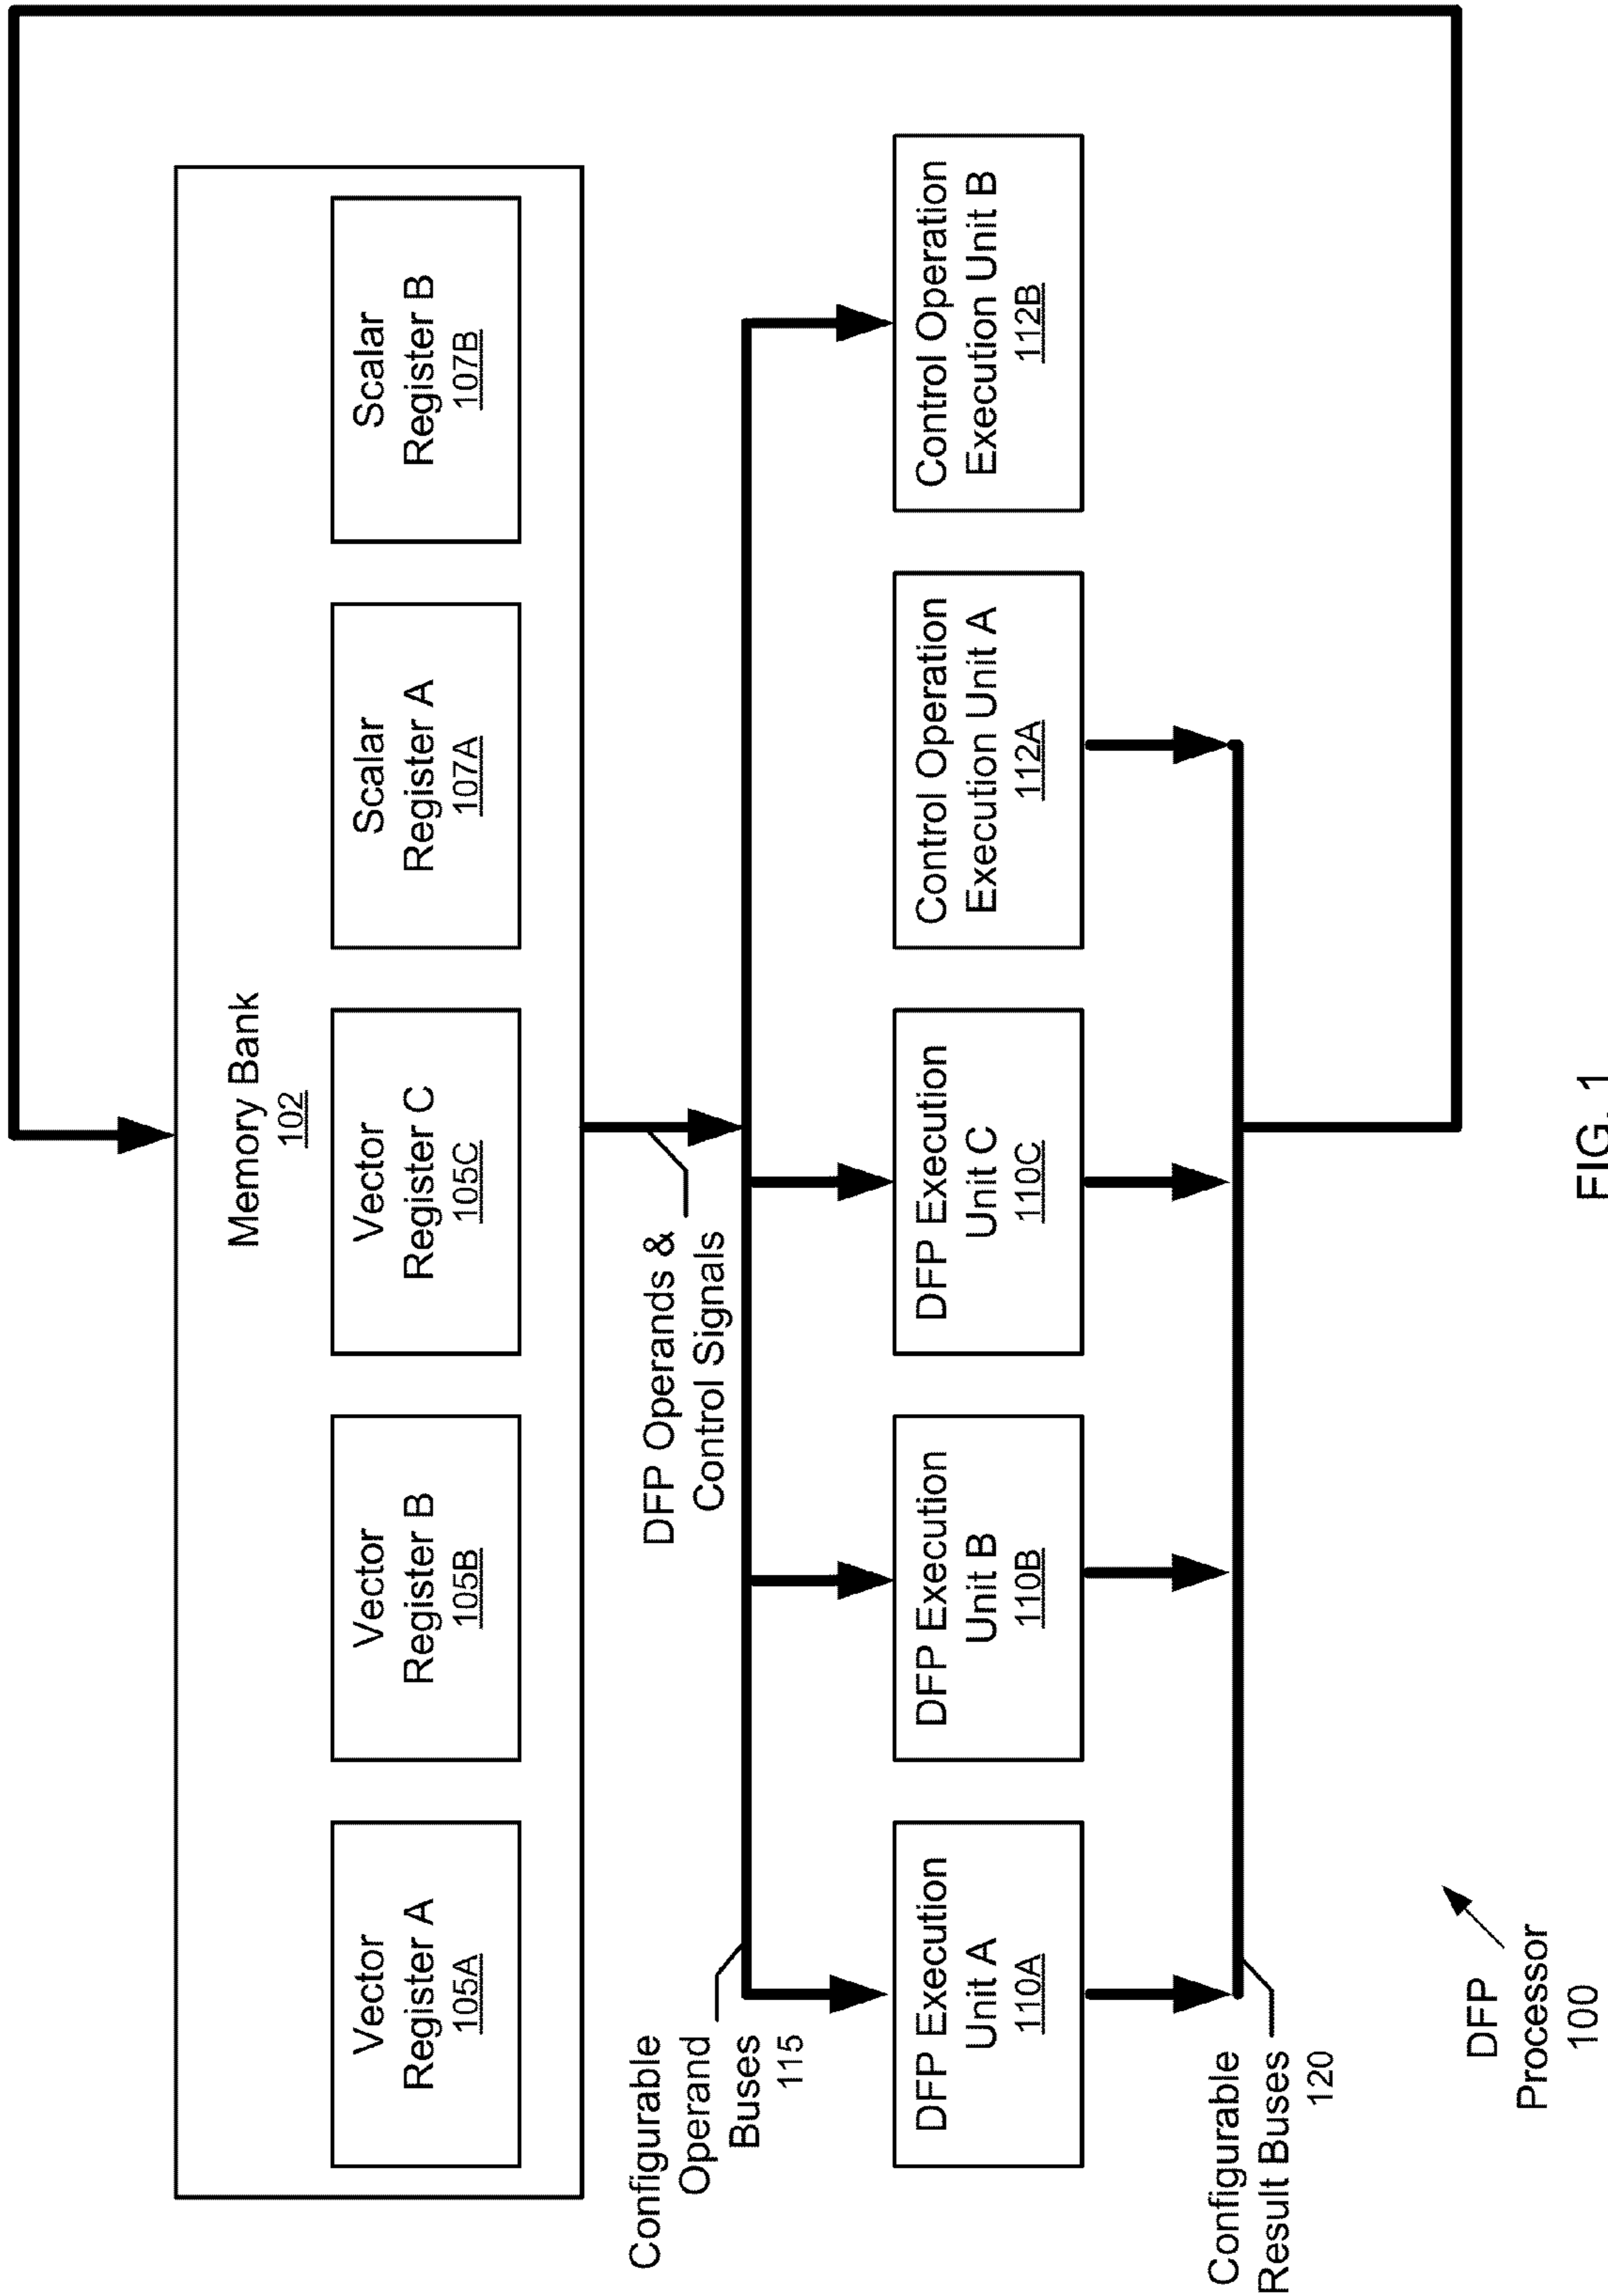 Memory Bank
102
Vector
Register A
105A
Vector
Register B
105B
Vector
Register C
105C
Scalar
Register A
107A
Scalar
Register B
107B
DFP Operands &
Control Signals
Configurable
Operand
Buses
115
DFP Execution
Unit A
110A
DFP Execution
Unit B
110B
DFP Execution
Unit C
110C
Control Operation
Execution Unit A
112A
Control Operation
Execution Unit B
112B
Configurable
Result Buses
120
DFP
Processor
100
FIG. 1